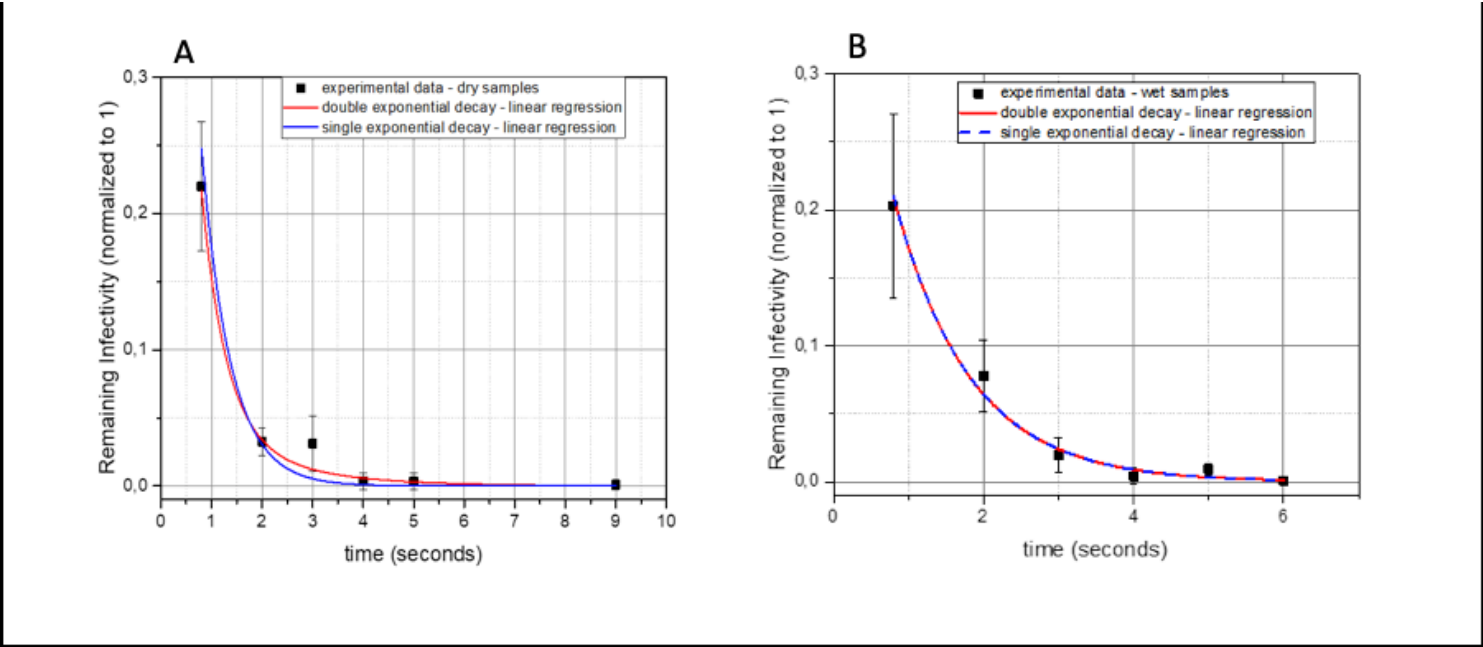 A
0,3
0,2
0,1
0,0
Remaining Infectivity (normalized to 1)
experimental data - dry samples
double exponential decay - linear regression
single exponential decay - linear regression
0 1 2 3 4 5 6 7 8 9 10
time (seconds)
B
0,3
0,2
0,1
0,0
Remaining Infectivity (normalized to 1)
experimental data - wet samples
double exponential decay - linear regression
single exponential decay - linear regression
0 2 4 6
time (seconds)